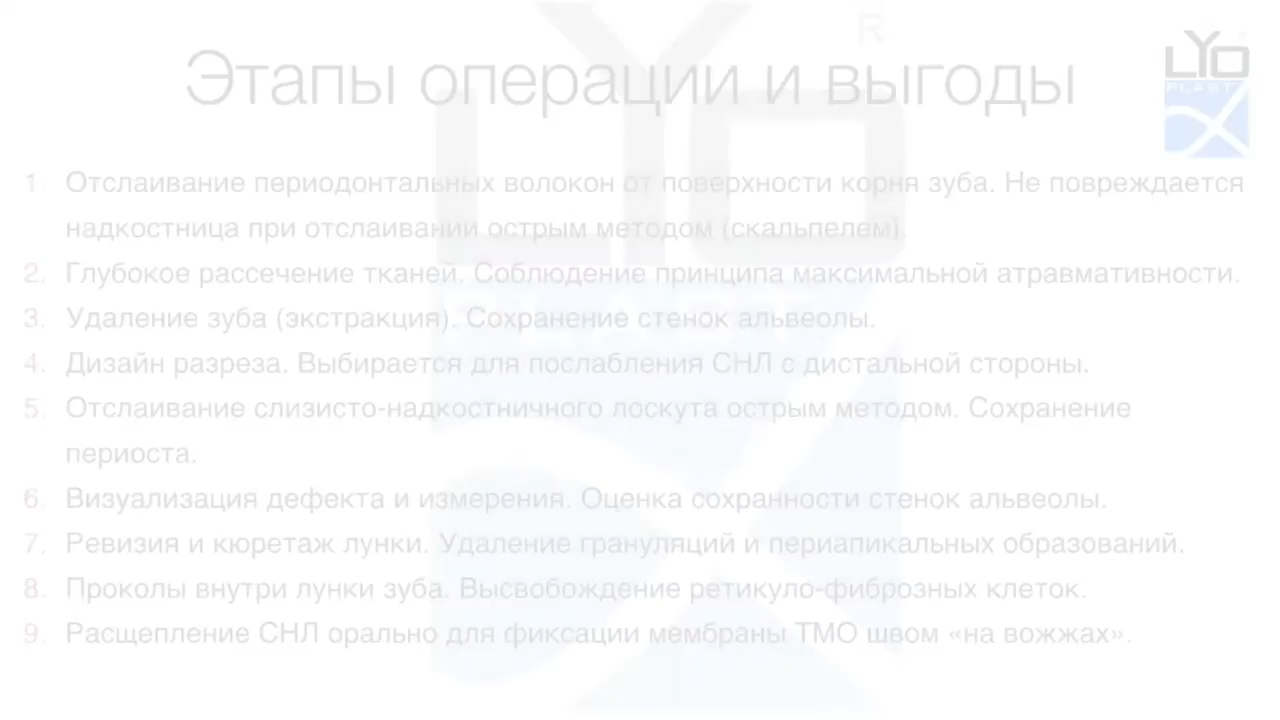 Этапы операции и выгоды
LYO
PLAST
R
LYO
PLAST
1. Отслаивание периодонтальных волокон от поверхности корня зуба. Не повреждается
надкостница при отслаивании острым методом (скальпелем).
2. Глубокое рассечение тканей. Соблюдение принципа максимальной атравмативности.
3. Удаление зуба (экстракция). Сохранение стенок альвеолы.
4. Дизайн разреза. Выбирается для послабления СНЛ с дистальной стороны.
5. Отслаивание слизисто-надкостничного лоскута острым методом. Сохранение
периоста.
6. Визуализация дефекта и измерения. Оценка сохранности стенок альвеолы.
7. Ревизия и кюретаж лунки. Удаление грануляций и периапикальных образований.
8. Проколы внутри лунки зуба. Высвобождение ретикуло-фиброзных клеток.
9. Расщепление СНЛ орально для фиксации мембраны ТМО швом «на вожжах».